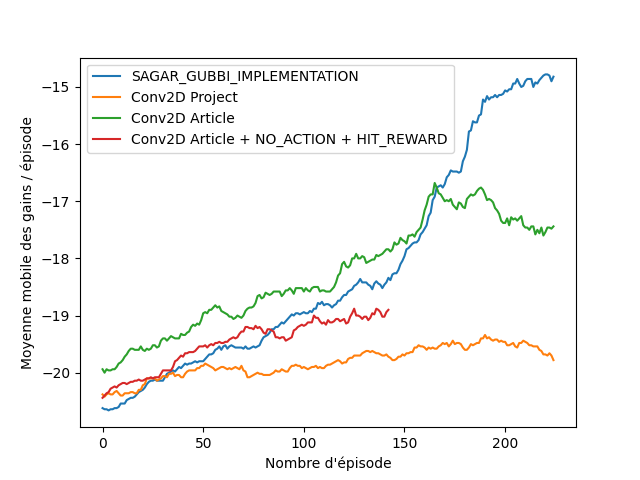 SAGAR_GUBBI_IMPLEMENTATION
Conv2D Project
Conv2D Article
Conv2D Article + NO_ACTION + HIT_REWARD
−15
−16
−17
−18
−19
−20
Moyenne mobile des gains / épisode
0 50 100 150 200
Nombre d'épisode